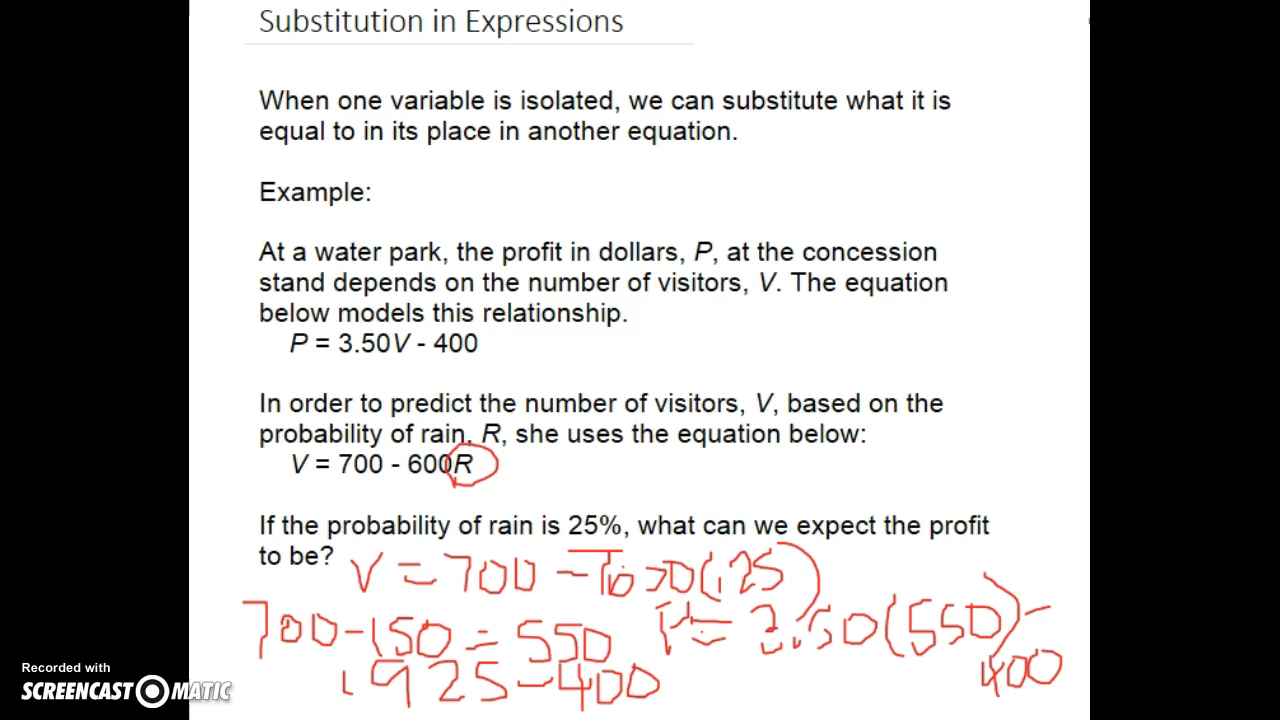 Substitution in Expressions
When one variable is isolated, we can substitute what it is
equal to in its place in another equation.
Example:
At a water park, the profit in dollars, P, at the concession
stand depends on the number of visitors, V. The equation
below models this relationship.
P = 3.50V - 400
In order to predict the number of visitors, V, based on the
probability of rain, R, she uses the equation below:
V = 700 - 600R
If the probability of rain is 25%, what can we expect the profit
to be?
V = 700 - (.25)
700 - 150 = 550
P = 3.50(550) -
400
1925 - 400
Recorded with
SCREENCAST MATIC